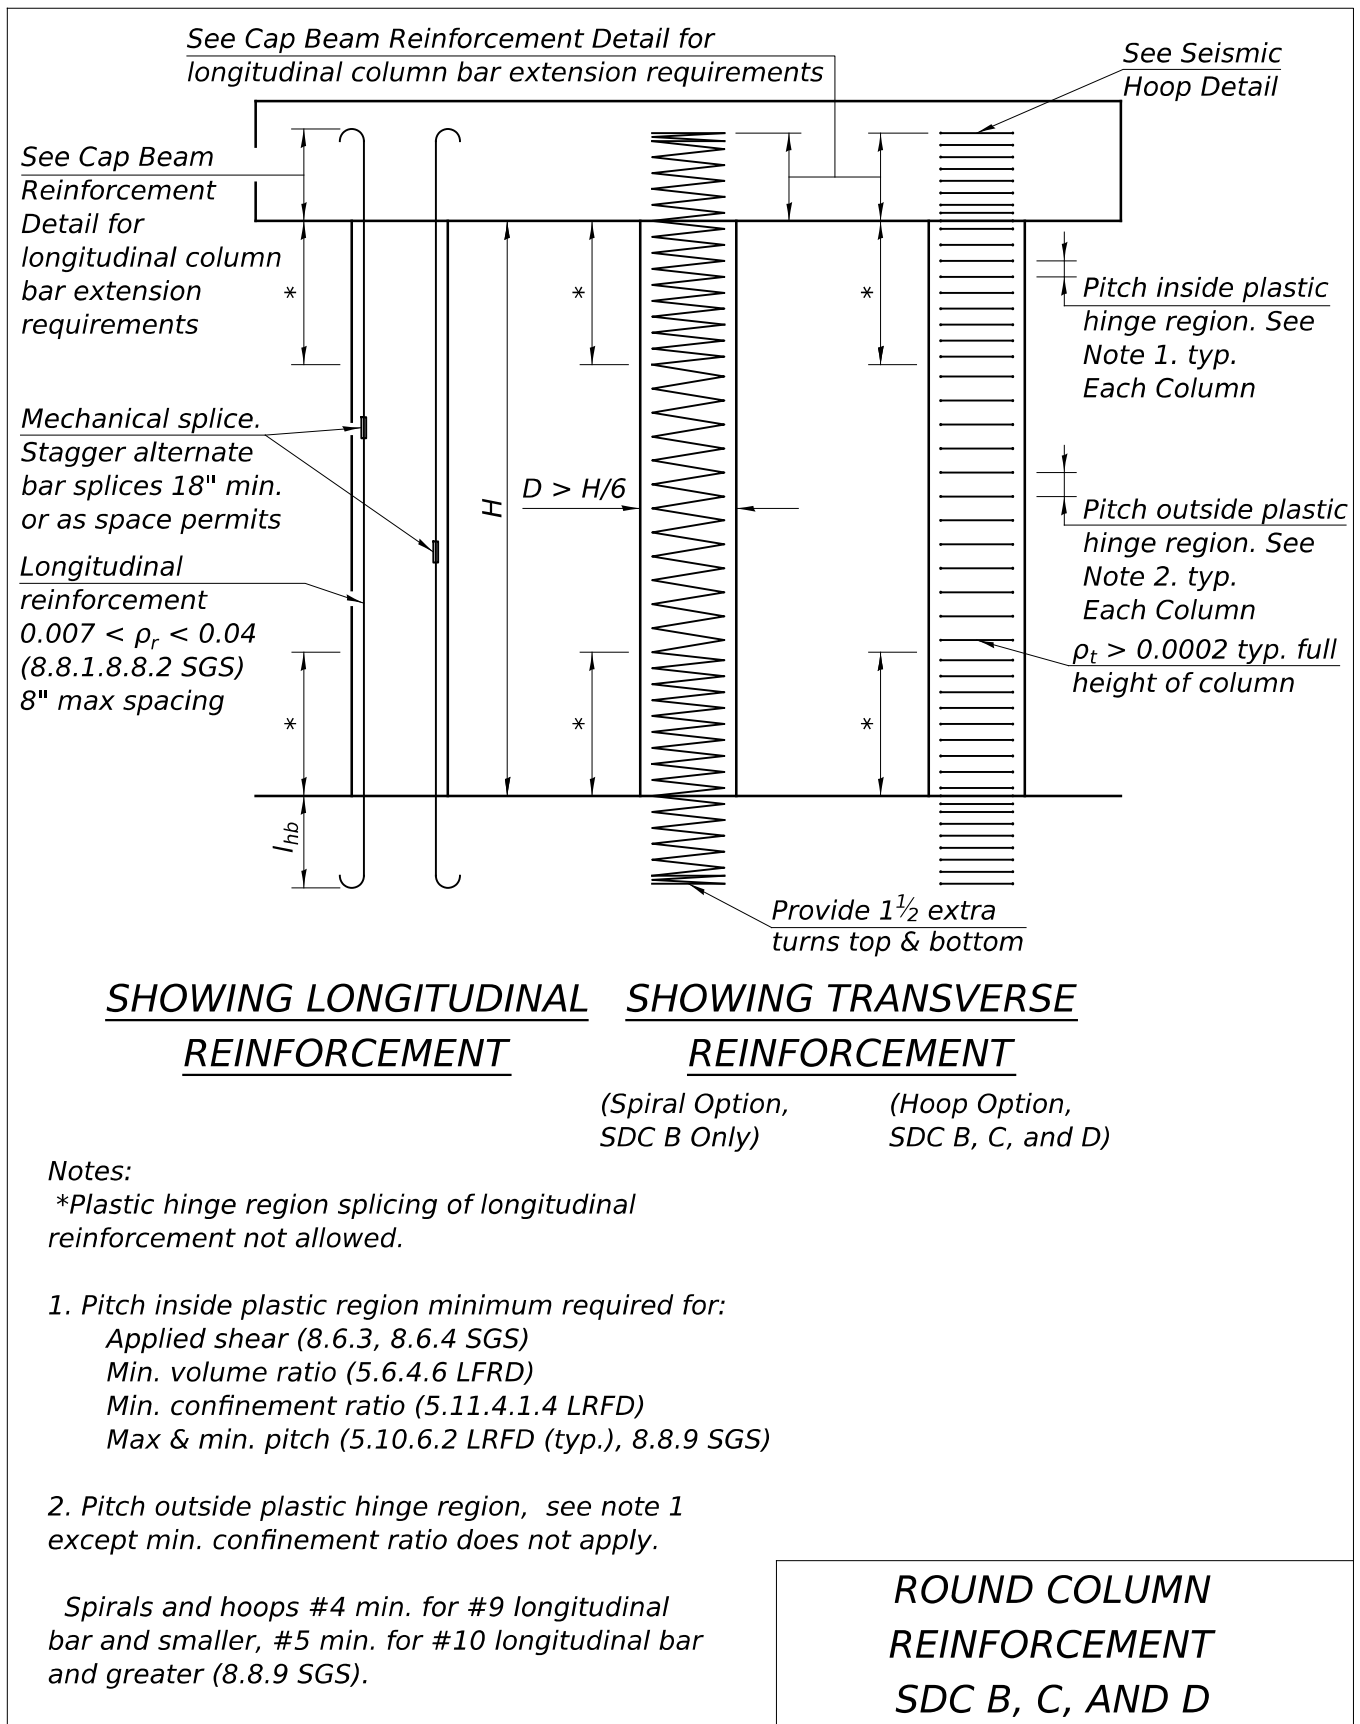 See Cap Beam Reinforcement Detail for
longitudinal column bar extension requirements
See Seismic
Hoop Detail
See Cap Beam
Reinforcement
Detail for
longitudinal column
bar extension
requirements
*
*
*
Pitch inside plastic
hinge region. See
Note 1. typ.
Each Column
Mechanical splice.
Stagger alternate
bar splices 18" min.
or as space permits
H
D > H/6
Pitch outside plastic
hinge region. See
Note 2. typ.
Each Column
Longitudinal
reinforcement
0.007 < ρr < 0.04
(8.8.1.8.8.2 SGS)
8" max spacing
ρt > 0.0002 typ. full
height of column
*
*
*
lhb
Provide 1½ extra
turns top & bottom
SHOWING LONGITUDINAL
REINFORCEMENT
SHOWING TRANSVERSE
REINFORCEMENT
(Spiral Option,
SDC B Only)
(Hoop Option,
SDC B, C, and D)
Notes:
*Plastic hinge region splicing of longitudinal
reinforcement not allowed.
1. Pitch inside plastic region minimum required for:
Applied shear (8.6.3, 8.6.4 SGS)
Min. volume ratio (5.6.4.6 LFRD)
Min. confinement ratio (5.11.4.1.4 LRFD)
Max & min. pitch (5.10.6.2 LRFD (typ.), 8.8.9 SGS)
2. Pitch outside plastic hinge region, see note 1
except min. confinement ratio does not apply.
Spirals and hoops #4 min. for #9 longitudinal
bar and smaller, #5 min. for #10 longitudinal bar
and greater (8.8.9 SGS).
ROUND COLUMN
REINFORCEMENT
SDC B, C, AND D